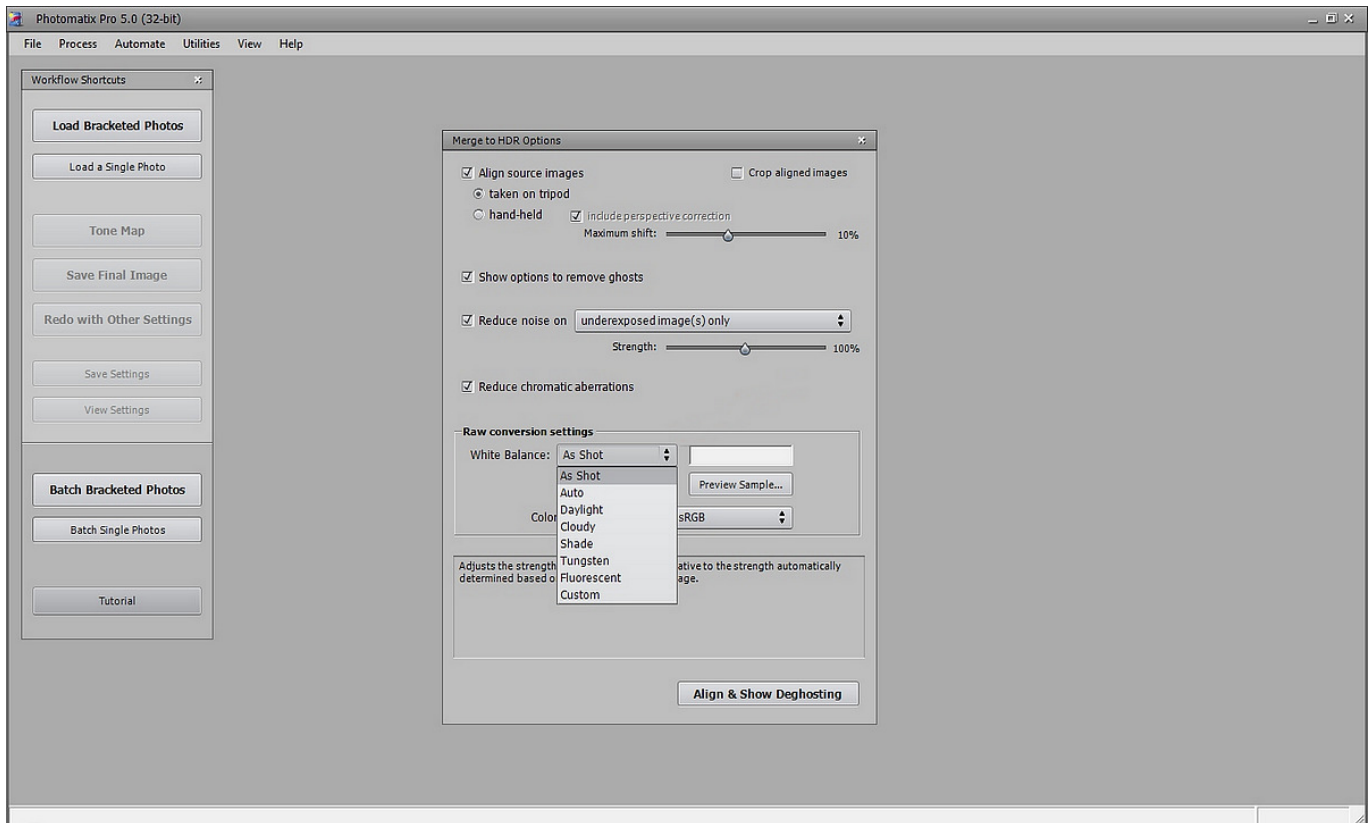 Photomatix Pro 5.0 (32-bit)
File Process Automate Utilities View Help
Workflow Shortcuts
Load Bracketed Photos
Load a Single Photo
Tone Map
Save Final Image
Redo with Other Settings
Save Settings
View Settings
Batch Bracketed Photos
Batch Single Photos
Tutorial
Merge to HDR Options
Align source images Crop aligned images
taken on tripod
hand-held include perspective correction
Maximum shift: 10%
Show options to remove ghosts
Reduce noise on underexposed image(s) only
Strength: 100%
Reduce chromatic aberrations
Raw conversion settings
White Balance: As Shot
As Shot
Auto
Daylight
Cloudy
Shade
Tungsten
Fluorescent
Custom
Preview Sample...
Color sRGB
Adjusts the strength ative to the strength automatically
determined based o age.
Align & Show Deghosting